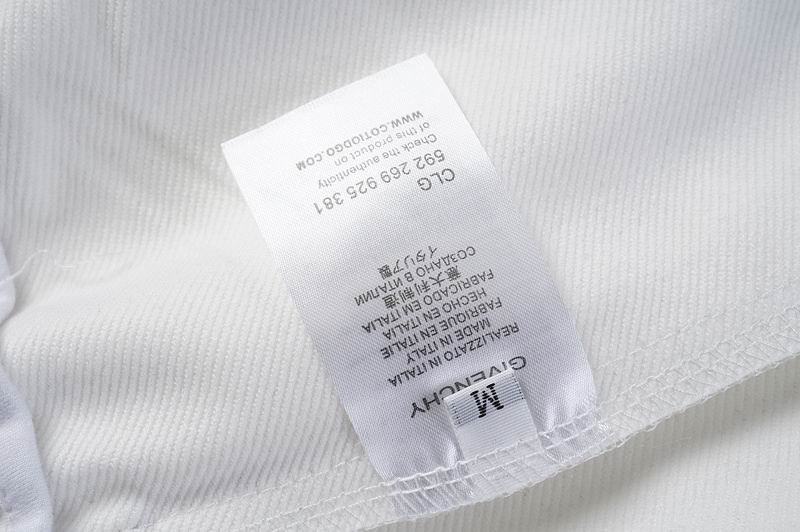 M
GIVENCHY
REALIZZATO IN ITALIA
MADE IN ITALY
FABRIQUE EN ITALIE
HECHO EN ITALIA
FABRICADO EM ITALIA
意大利制造
СОЗДАНО В ИТАЛИИ
イタリア製
CLG
592 269 925 381
Check the authenticity
of this product on
WWW.COTIODGO.COM